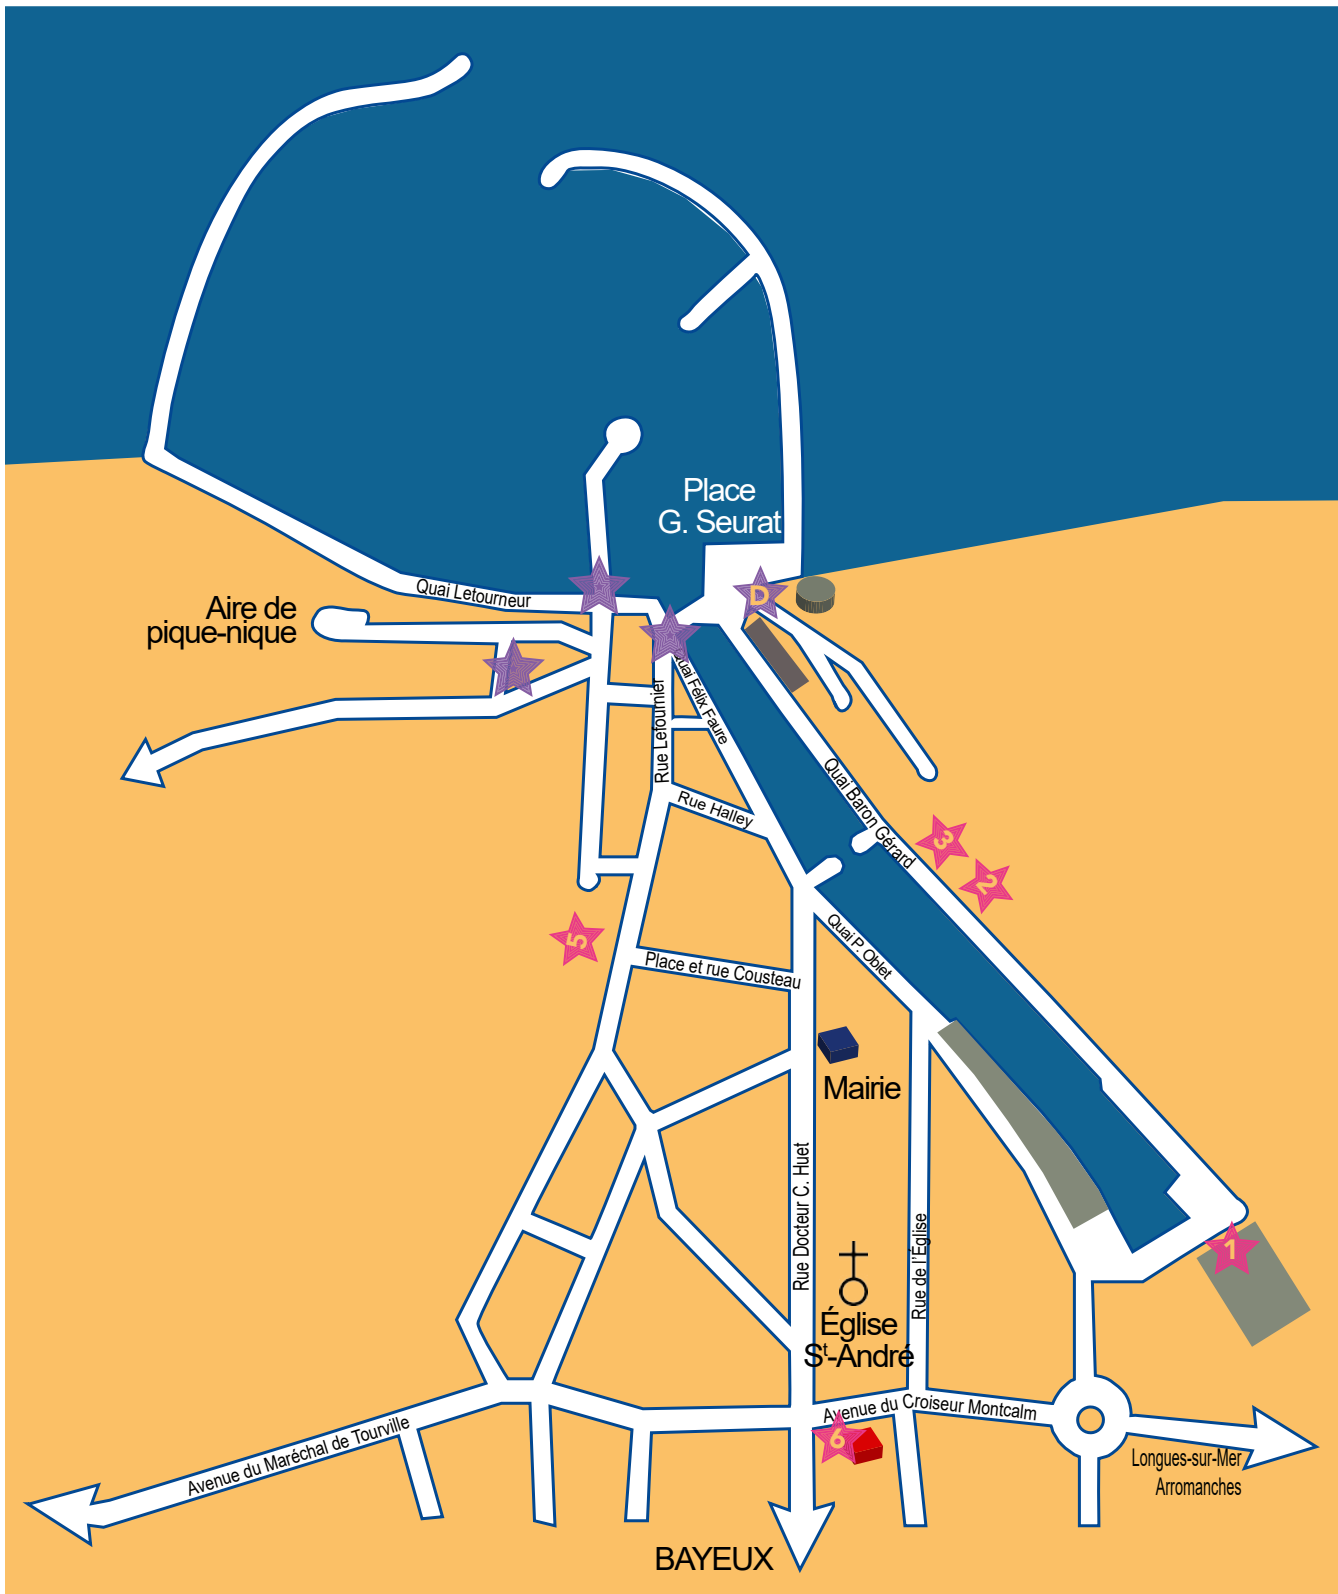 Place
G. Seurat
Quai Letourneur
D
Aire de
pique-nique
Quai Félix Faure
Rue Letournier
Rue Halley
Quai Baron Gérard
3
2
5
Quai P. Oblet
Place et rue Cousteau
Mairie
Rue Docteur C. Huet
Rue de l'Église
1
Église
St-André
Avenue du Croiseur Montcalm
6
Avenue du Maréchal de Tourville
Longues-sur-Mer
Arromanches
BAYEUX